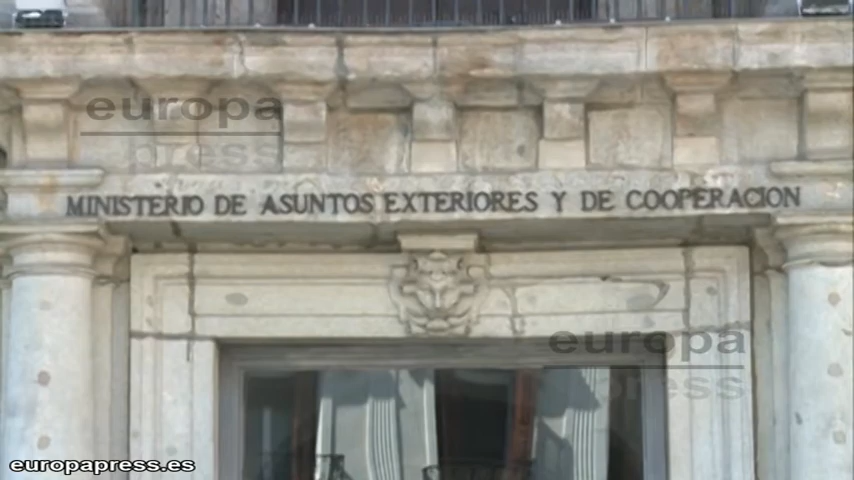 europa
press
MINISTERIO DE ASUNTOS EXTERIORES Y DE COOPERACION
europa
press
europapress.es